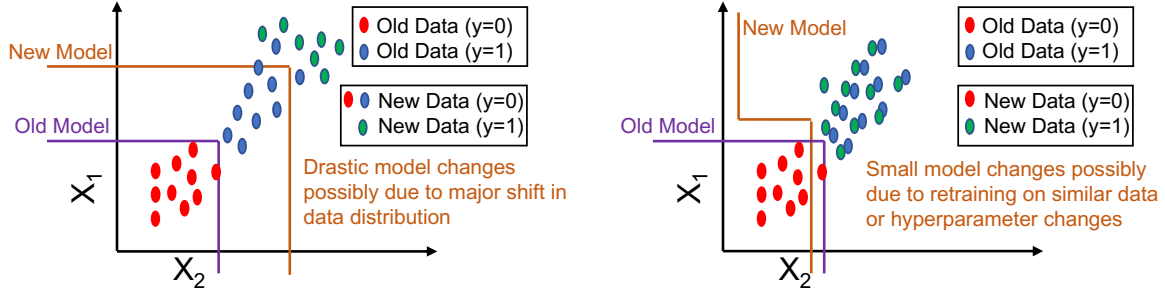 New Model
Old Model
X1
X2
Old Data (y=0)
Old Data (y=1)
New Data (y=0)
New Data (y=1)
Drastic model changes
possibly due to major shift in
data distribution
New Model
Old Model
X1
X2
Old Data (y=0)
Old Data (y=1)
New Data (y=0)
New Data (y=1)
Small model changes possibly
due to retraining on similar data
or hyperparameter changes